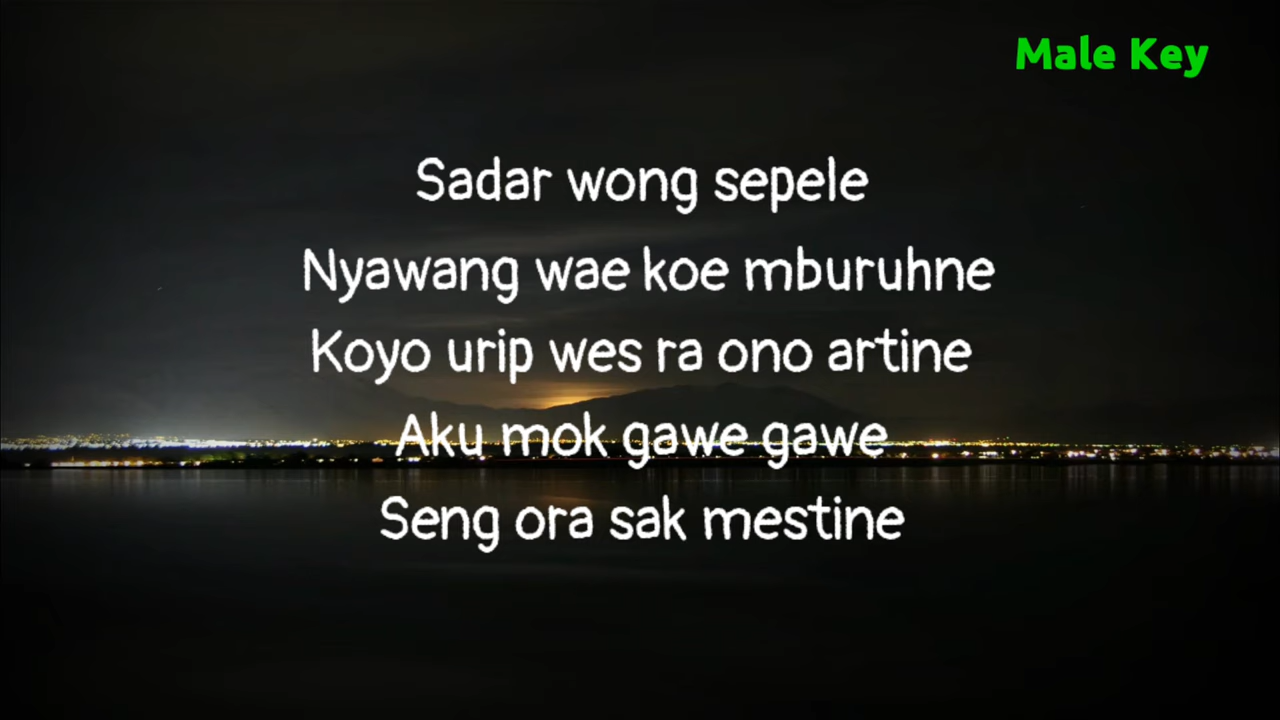 Male Key
Sadar wong sepele
Nyawang wae koe mburuhne
Koyo urip wes ra ono artine
Aku mok gawe gawe
Seng ora sak mestine